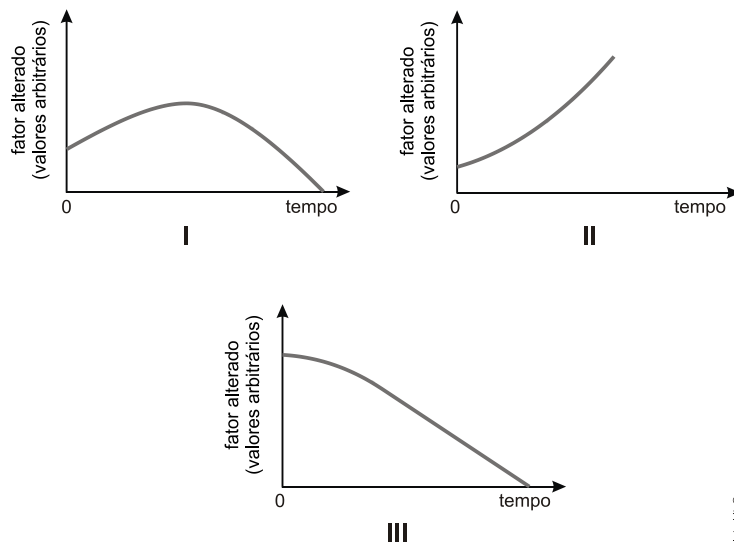 fator alterado
(valores arbitrários)
0
tempo
I
fator alterado
(valores arbitrários)
0
tempo
II
fator alterado
(valores arbitrários)
0
tempo
III